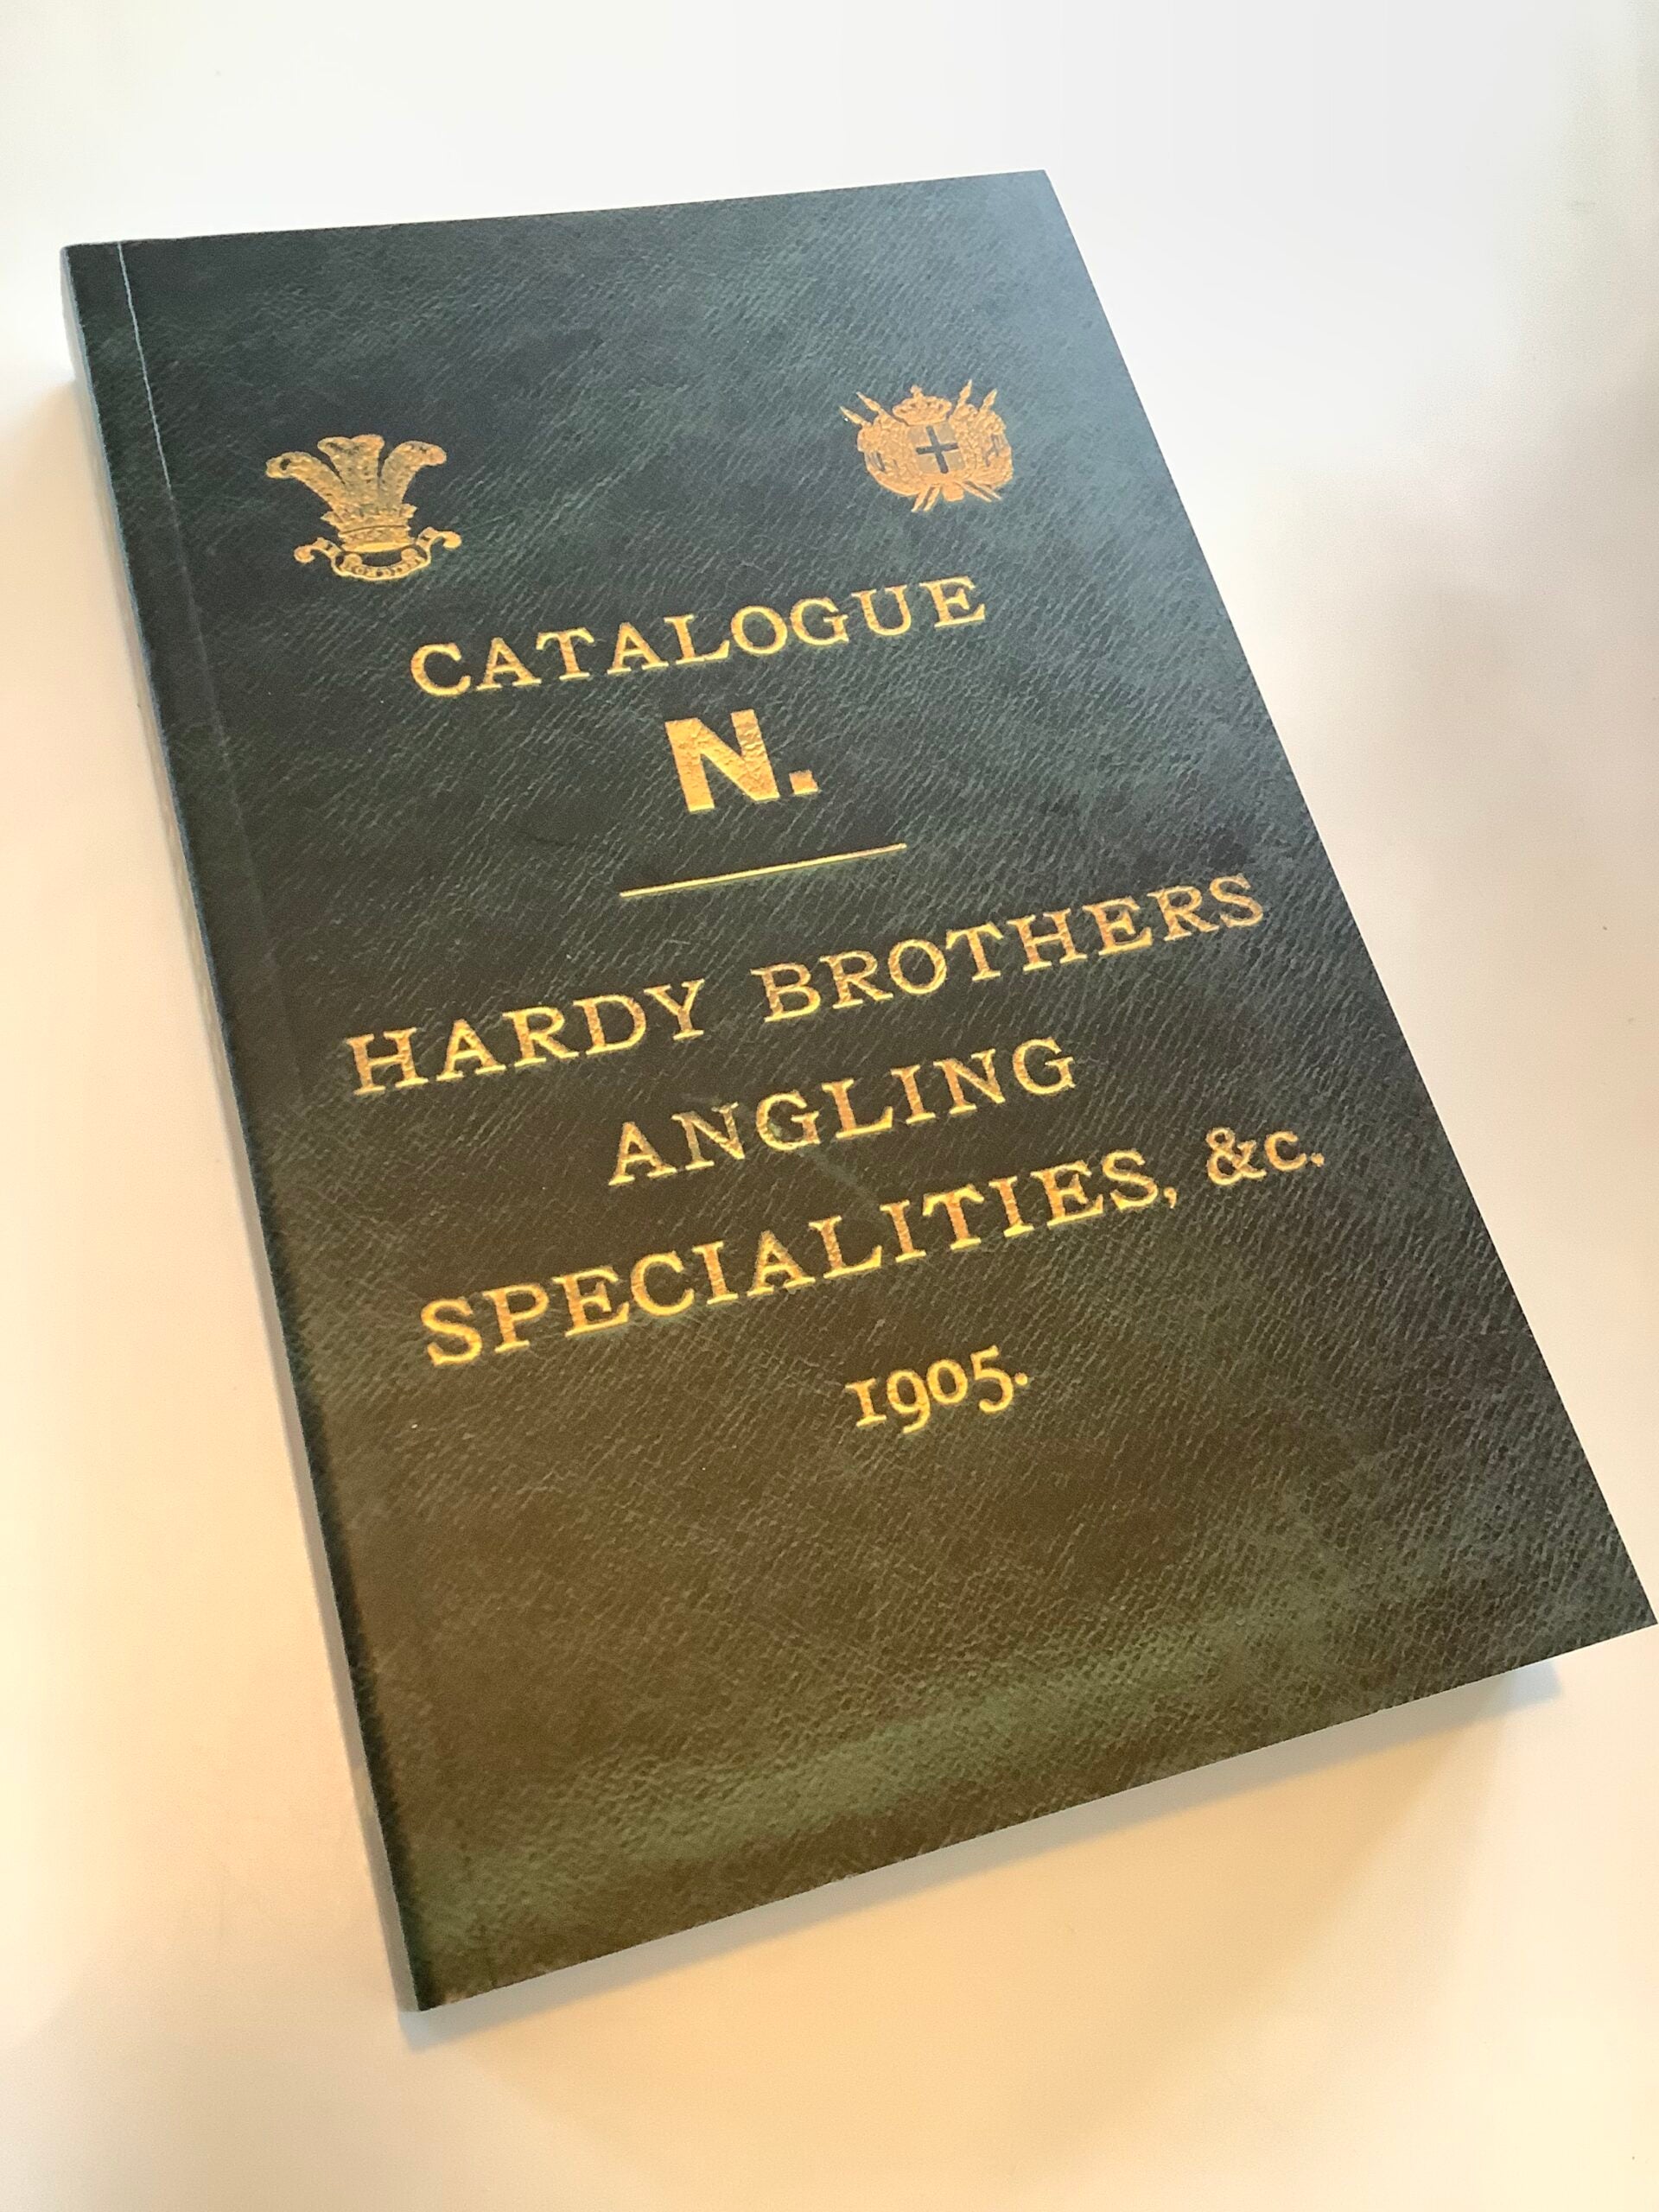 CATALOGUE
N.
HARDY BROTHERS
ANGLING
SPECIALITIES, &c.
1905.